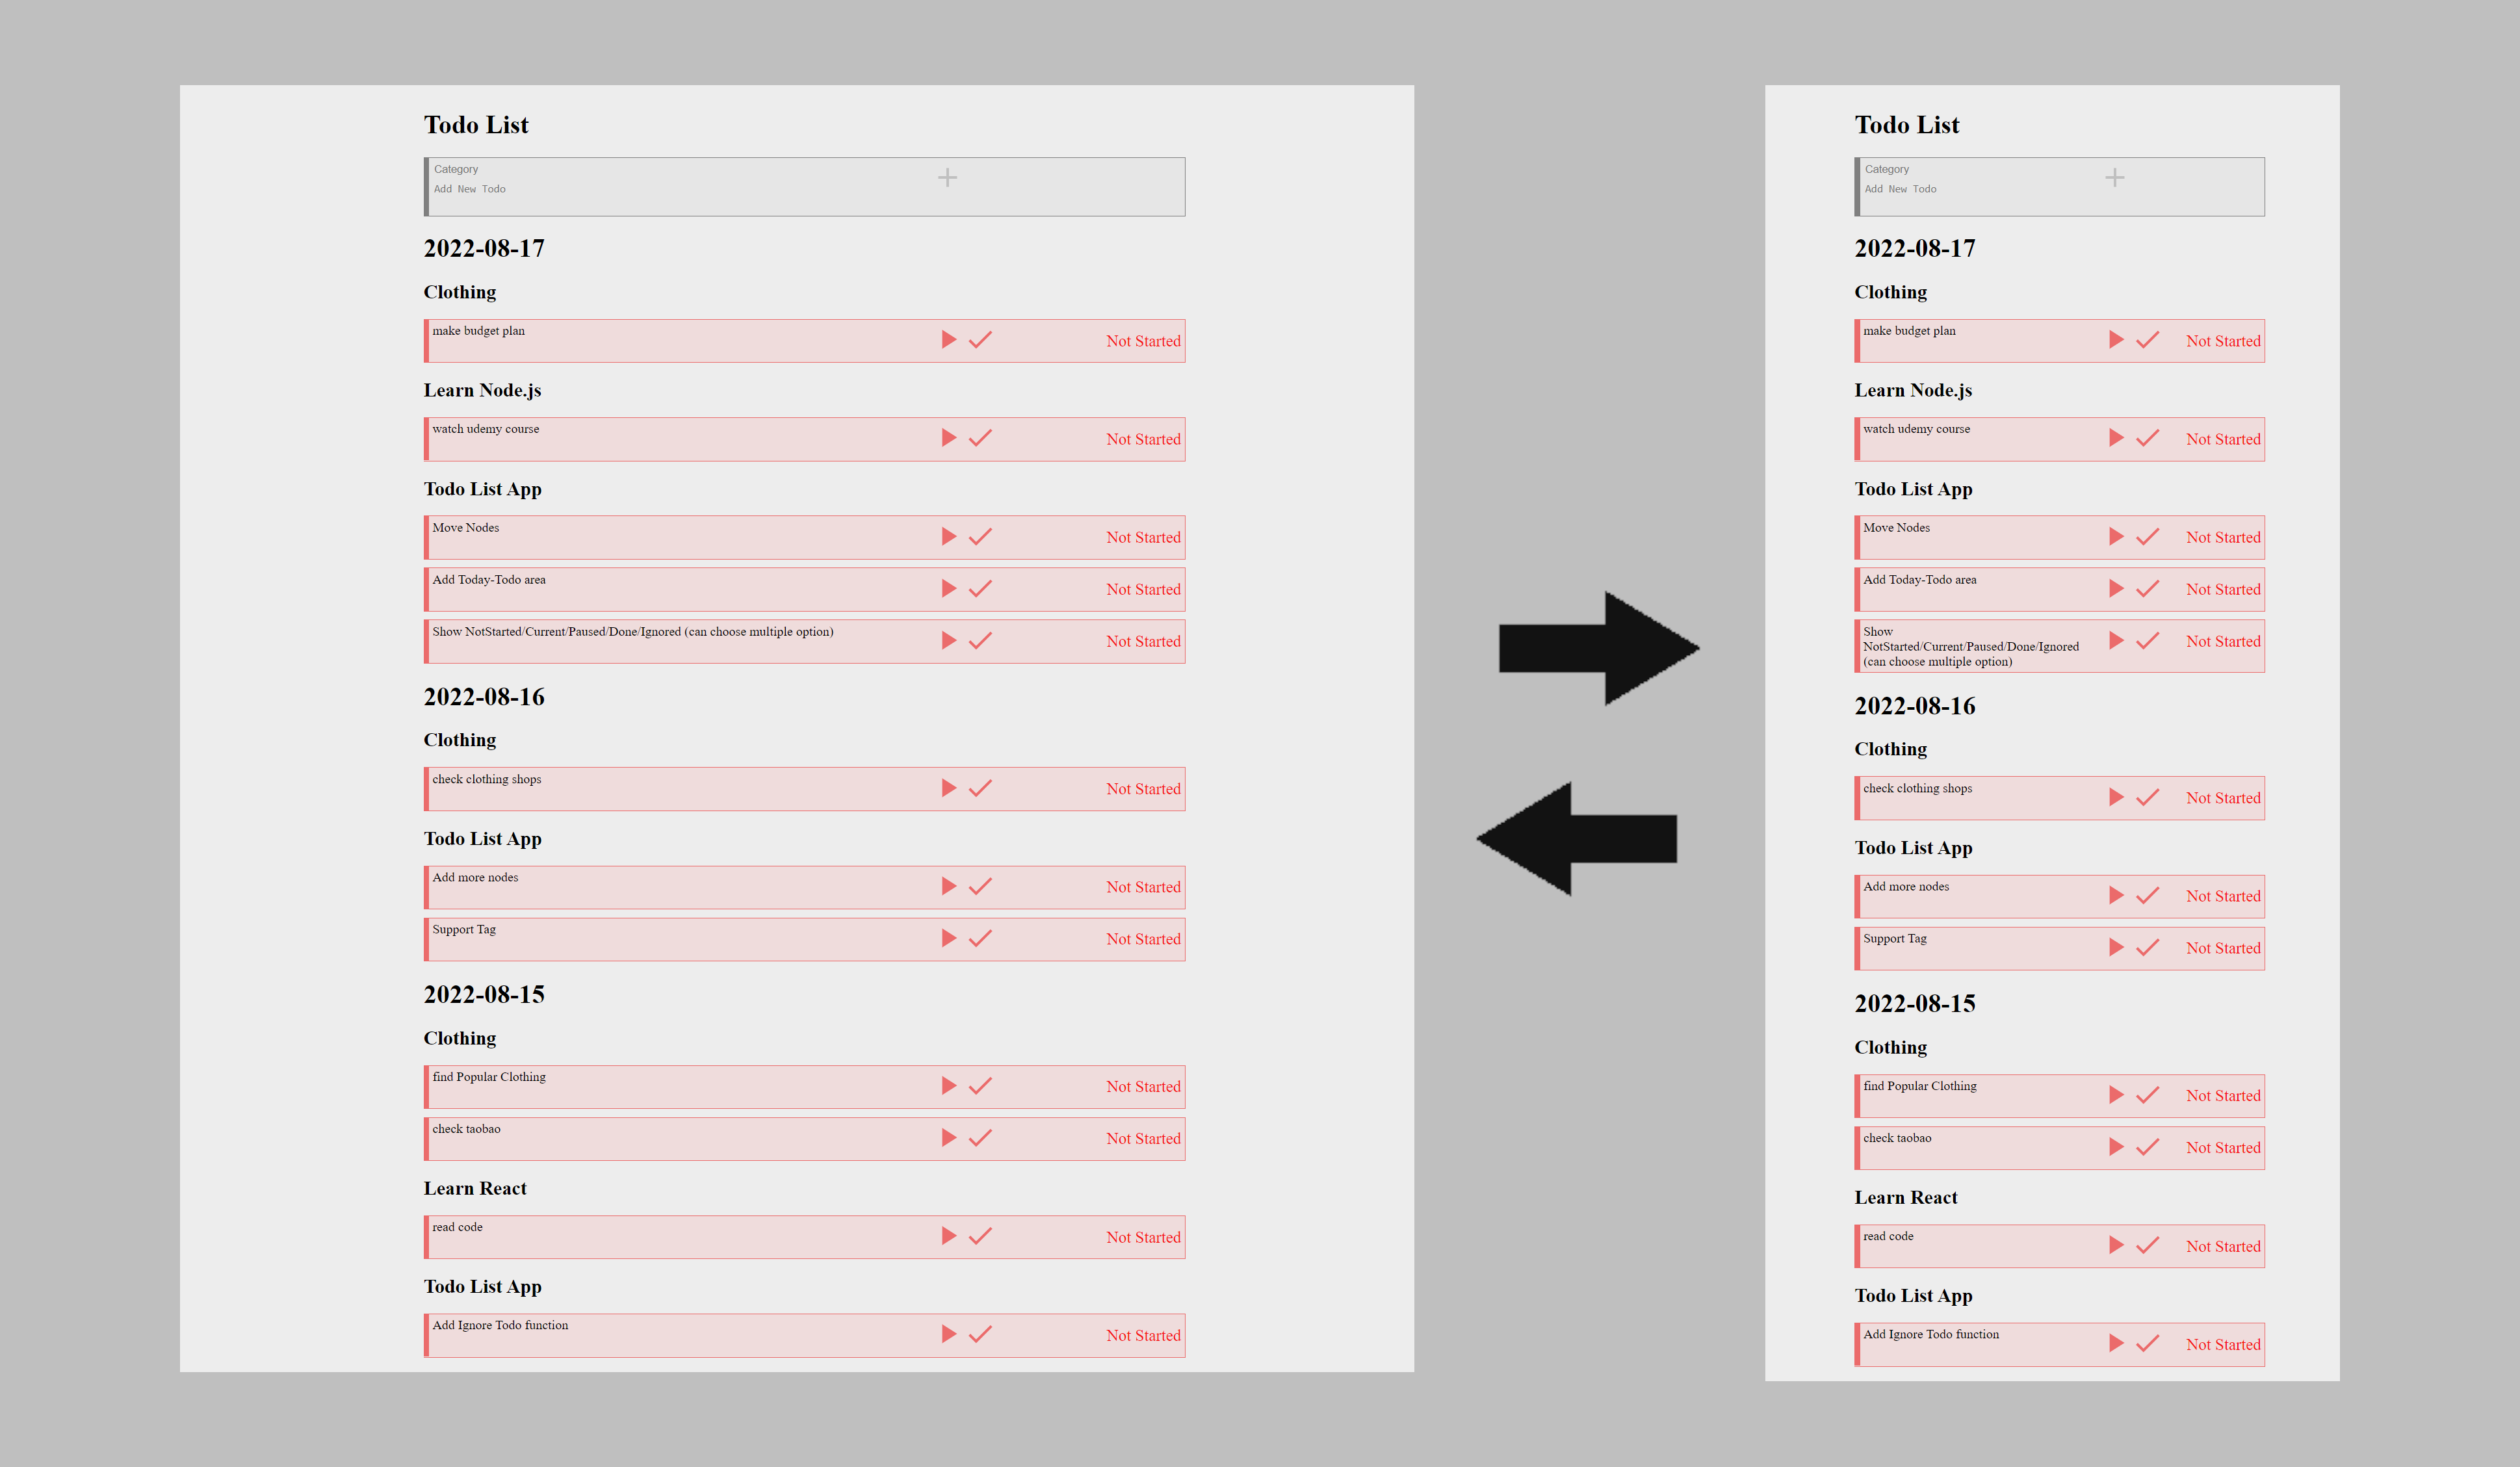 Todo List
Category
Add New Todo
2022-08-17
Clothing
make budget plan
Not Started
Learn Node.js
watch udemy course
Not Started
Todo List App
Move Nodes
Not Started
Add Today-Todo area
Not Started
Show NotStarted/Current/Paused/Done/Ignored (can choose multiple option)
Not Started
2022-08-16
Clothing
check clothing shops
Not Started
Todo List App
Add more nodes
Not Started
Support Tag
Not Started
2022-08-15
Clothing
find Popular Clothing
Not Started
check taobao
Not Started
Learn React
read code
Not Started
Todo List App
Add Ignore Todo function
Not Started
Todo List
Category
Add New Todo
2022-08-17
Clothing
make budget plan
Not Started
Learn Node.js
watch udemy course
Not Started
Todo List App
Move Nodes
Not Started
Add Today-Todo area
Not Started
Show
NotStarted/Current/Paused/Done/Ignored
(can choose multiple option)
Not Started
2022-08-16
Clothing
check clothing shops
Not Started
Todo List App
Add more nodes
Not Started
Support Tag
Not Started
2022-08-15
Clothing
find Popular Clothing
Not Started
check taobao
Not Started
Learn React
read code
Not Started
Todo List App
Add Ignore Todo function
Not Started